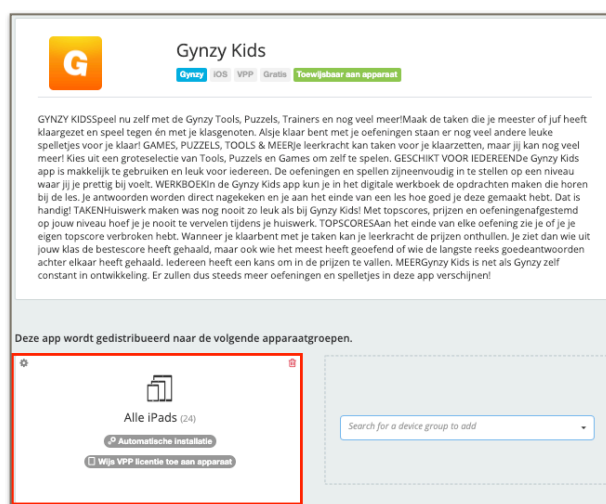 G
Gynzy Kids
Gynzy iOS VPP Gratis Toewijsbaar aan apparaat
GYNZY KIDSSpeel nu zelf met de Gynzy Tools, Puzzels, Trainers en nog veel meer!Maak de taken die je meester of juf heeft
klaargezet en speel tegen én met je klasgenoten. Alsje klaar bent met je oefeningen staan er nog veel andere leuke
spelletjes voor je klaar! GAMES, PUZZELS, TOOLS & MEERJe leerkracht kan taken voor je klaarzetten, maar jij kan nog veel
meer! Kies uit een groteselectie van Tools, Puzzels en Games om zelf te spelen. GESCHIKT VOOR IEDEREENDe Gynzy Kids
app is makkelijk te gebruiken en leuk voor iedereen. De oefeningen en spellen zijneenvoudig in te stellen op een niveau
waar jij je prettig bij voelt. WERKBOEKIn de Gynzy Kids app kun je in het digitale werkboek de opdrachten maken die horen
bij de les. Je antwoorden worden direct nagekeken en je aan het einde van een les hoe goed je deze gemaakt hebt. Dat is
handig! TAKENHuiswerk maken was nog nooit zo leuk als bij Gynzy Kids! Met topscores, prijzen en oefeningenafgestemd
op jouw niveau hoef je je nooit te vervelen tijdens je huiswerk. TOPSCORESAan het einde van elke oefening zie je of je je
eigen topscore verbroken hebt. Wanneer je klaarbent met je taken kan je leerkracht de prijzen onthullen. Je ziet dan wie uit
jouw klas de bestescore heeft gehaald, maar ook wie het meest heeft geoefend of wie de langste reeks goedeantwoorden
achter elkaar heeft gehaald. Iedereen heeft een kans om in de prijzen te vallen. MEERGynzy Kids is net als Gynzy zelf
constant in ontwikkeling. Er zullen dus steeds meer oefeningen en spelletjes in deze app verschijnen!
Deze app wordt gedistribueerd naar de volgende apparaatgroepen.
Alle iPads (24)
Automatische installatie
Wijs VPP licentie toe aan apparaat
Search for a device group to add